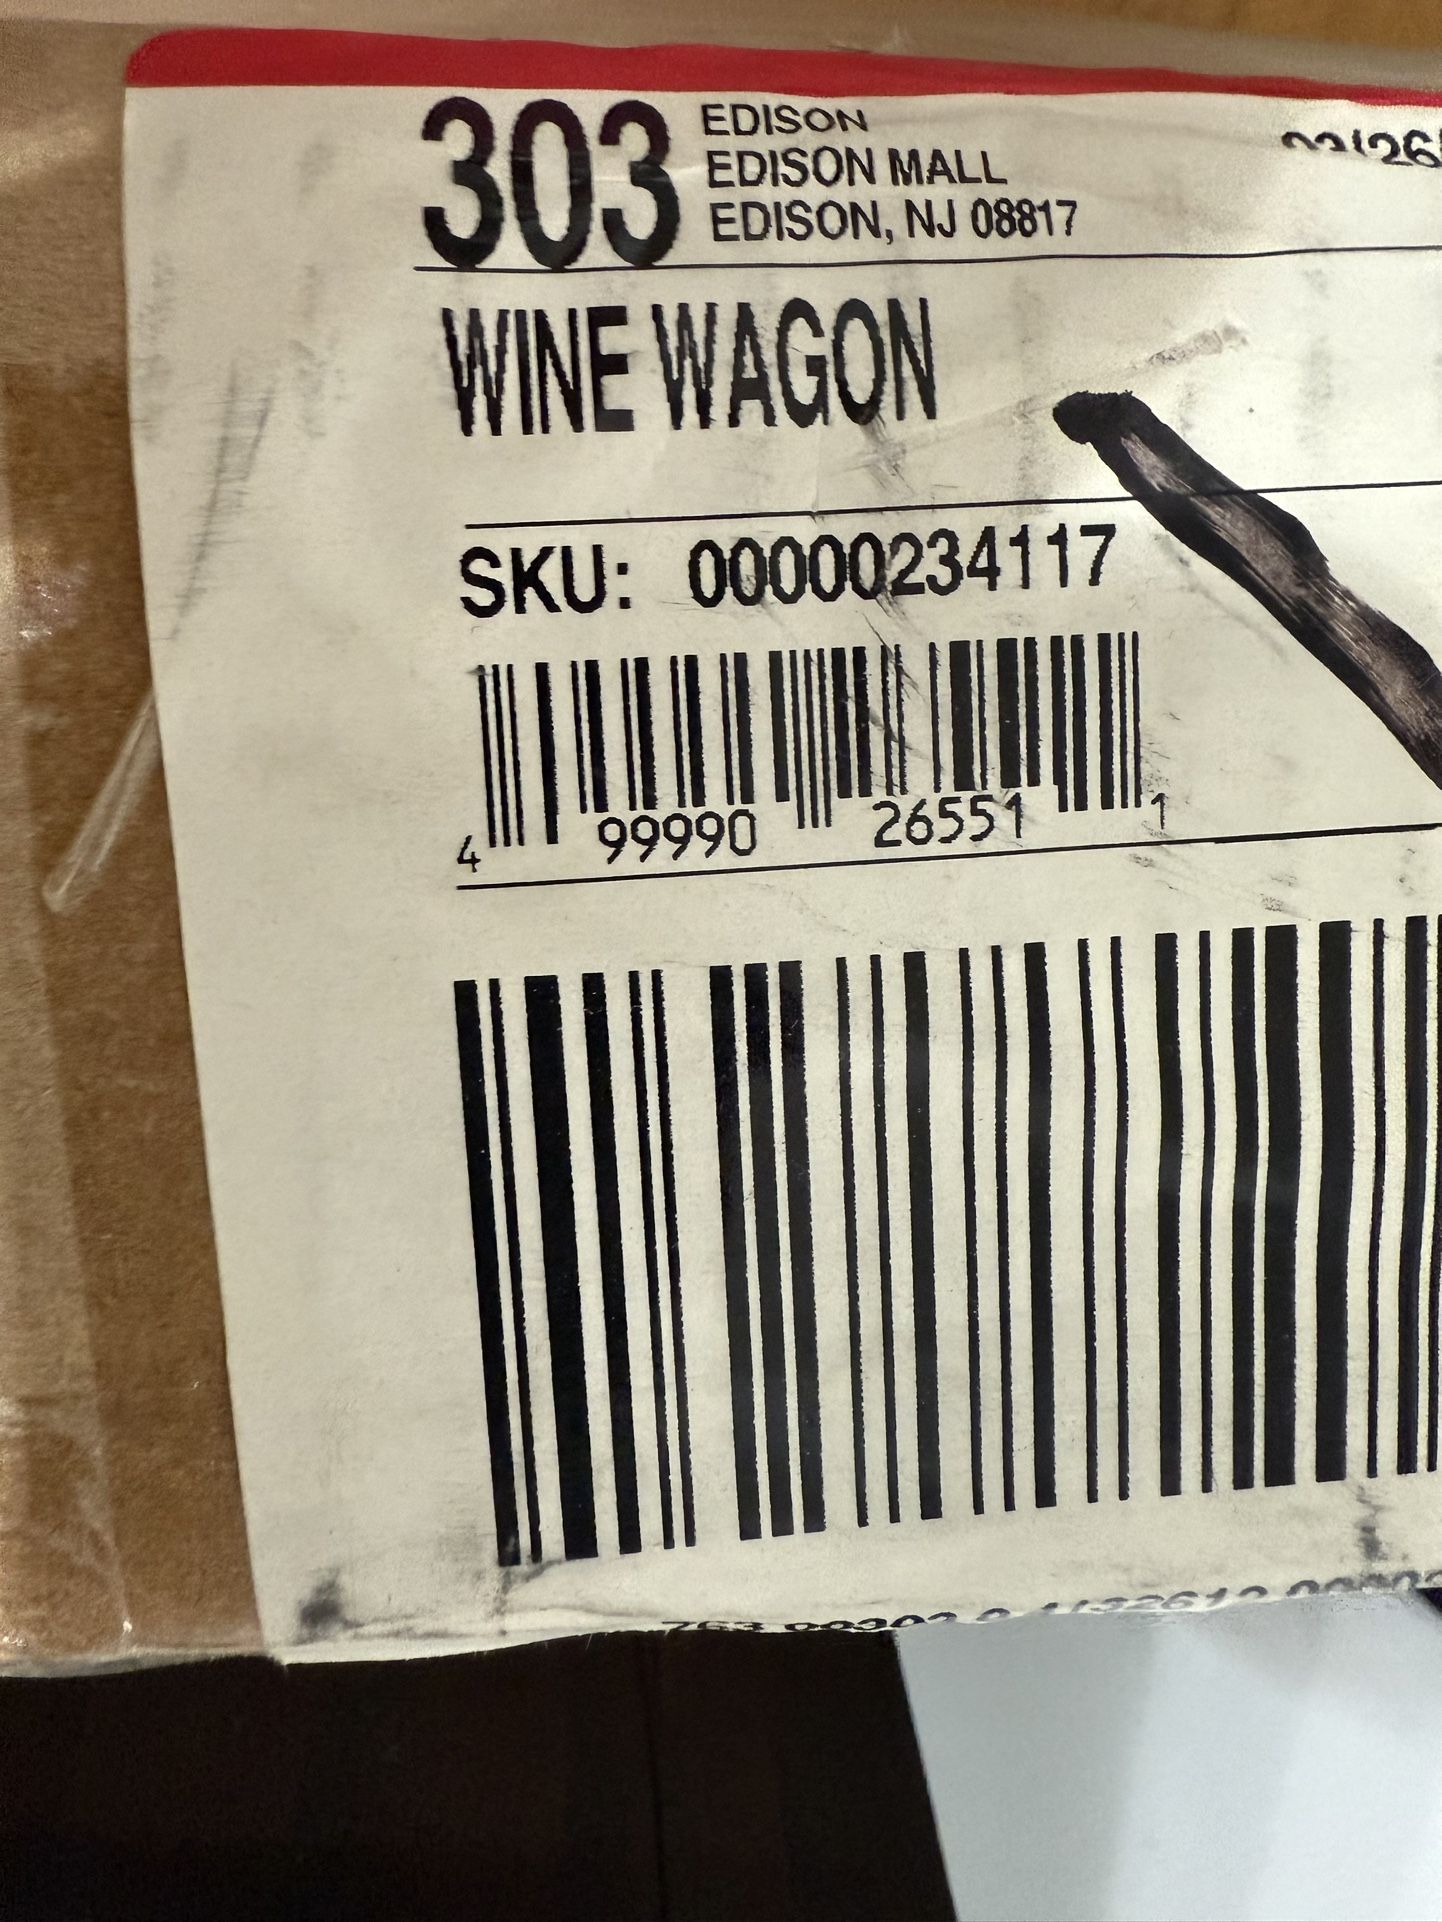 303
EDISON
EDISON MALL
EDISON, NJ 08817
WINE WAGON
SKU: 00000234117
4 99990 26551 1